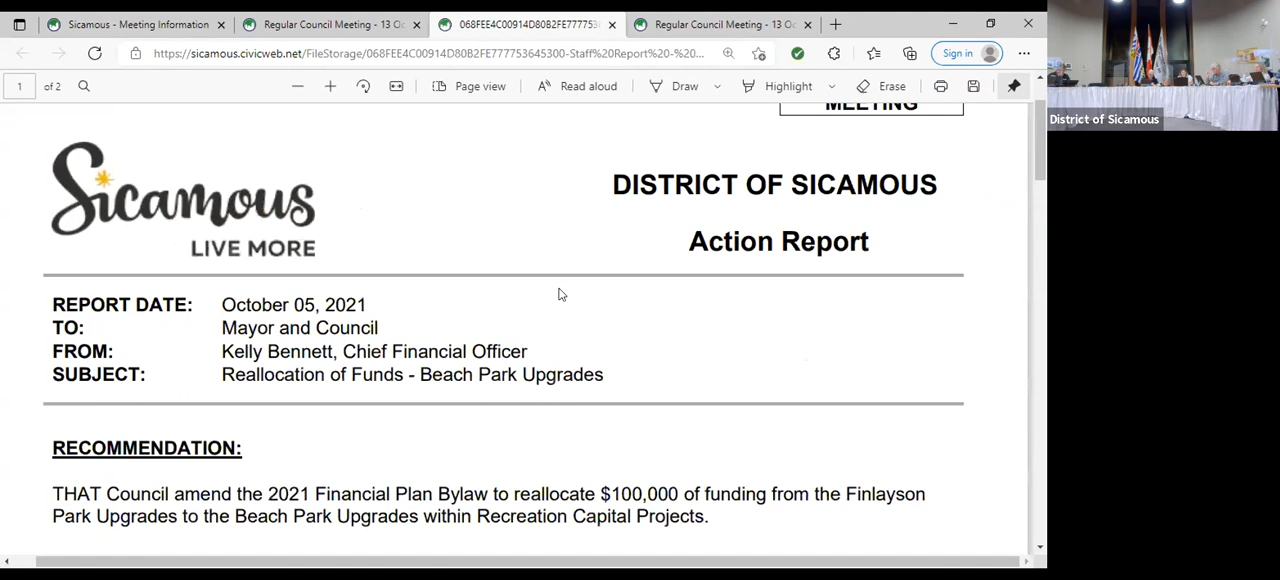 Sicamous - Meeting Information
Regular Council Meeting - 13 Oc
068FEE4C00914D80B2FE777753
Regular Council Meeting - 13 Oc
https://sicamous.civicweb.net/FileStorage/068FEE4C00914D80B2FE777753645300-Staff%20Report%20-%20...
Sign in
1 of 2
Page view
Read aloud
Draw
Highlight
Erase
MEETING
Sicamous
LIVE MORE
DISTRICT OF SICAMOUS
Action Report
REPORT DATE: October 05, 2021
TO: Mayor and Council
FROM: Kelly Bennett, Chief Financial Officer
SUBJECT: Reallocation of Funds - Beach Park Upgrades
RECOMMENDATION:
THAT Council amend the 2021 Financial Plan Bylaw to reallocate $100,000 of funding from the Finlayson
Park Upgrades to the Beach Park Upgrades within Recreation Capital Projects.
District of Sicamous